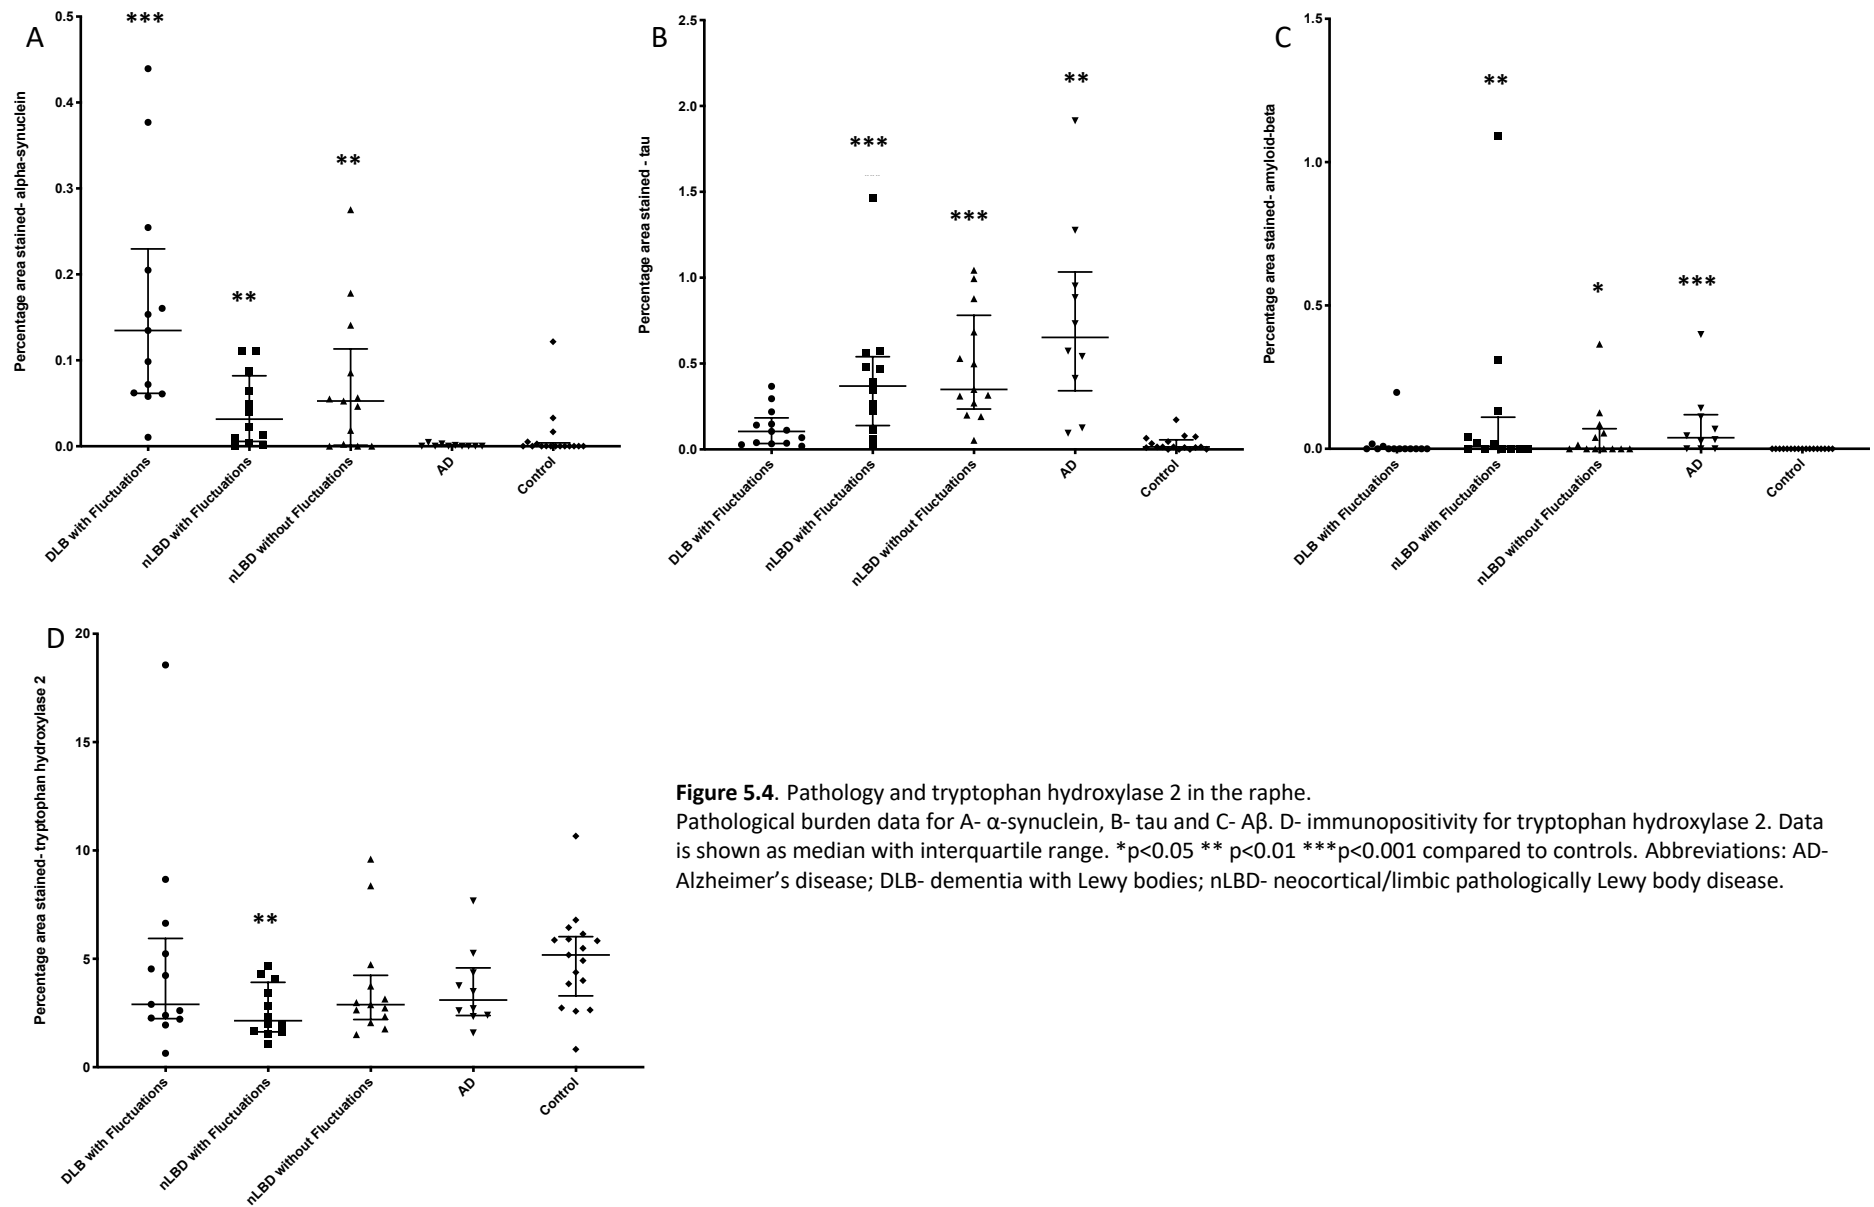 A
***
**
**
Percentage area stained- alpha-synuclein
0.5
0.4
0.3
0.2
0.1
0.0
DLB with Fluctuations
nLBD with Fluctuations
nLBD without Fluctuations
AD
Control
B
***
***
**
Percentage area stained - tau
2.5
2.0
1.5
1.0
0.5
0.0
DLB with Fluctuations
nLBD with Fluctuations
nLBD without Fluctuations
AD
Control
C
**
*
***
Percentage area stained- amyloid-beta
1.5
1.0
0.5
0.0
DLB with Fluctuations
nLBD with Fluctuations
nLBD without Fluctuations
AD
Control
D
**
Percentage area stained- tryptophan hydroxylase 2
20
15
10
5
0
DLB with Fluctuations
nLBD with Fluctuations
nLBD without Fluctuations
AD
Control
Figure 5.4. Pathology and tryptophan hydroxylase 2 in the raphe.
Pathological burden data for A- α-synuclein, B- tau and C- Aβ. D- immunopositivity for tryptophan hydroxylase 2. Data
is shown as median with interquartile range. *p<0.05 ** p<0.01 ***p<0.001 compared to controls. Abbreviations: AD-
Alzheimer’s disease; DLB- dementia with Lewy bodies; nLBD- neocortical/limbic pathologically Lewy body disease.